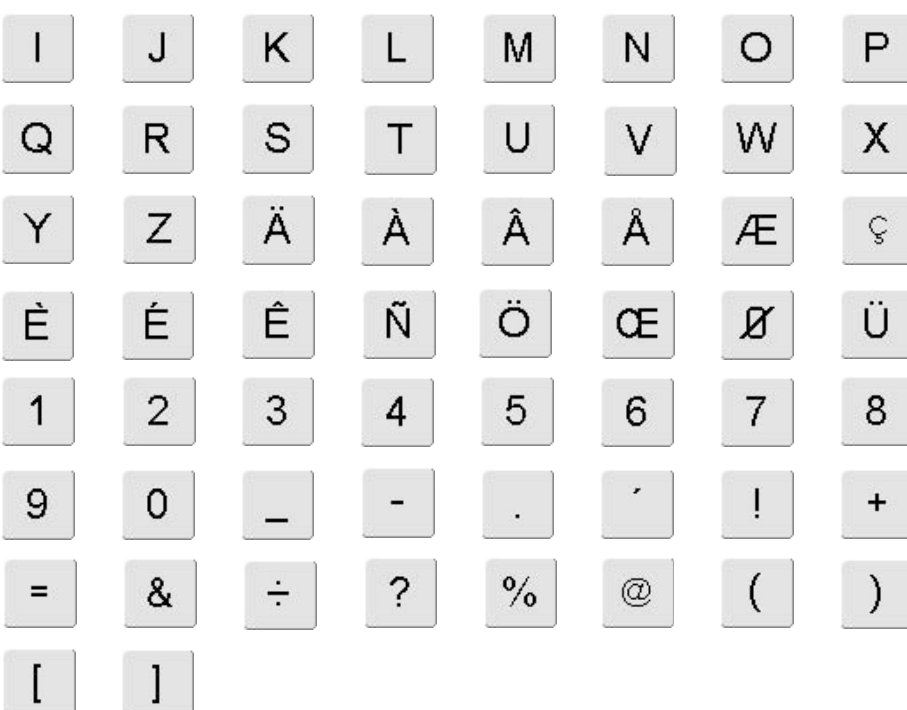 I J K L M N O P
Q R S T U V W X
Y Z Ä À Â Å Æ Ç
È É Ê Ñ Ö Œ Ø Ü
1 2 3 4 5 6 7 8
9 0 _ - . ´ ! +
= & ÷ ? % @ ( )
[ ]